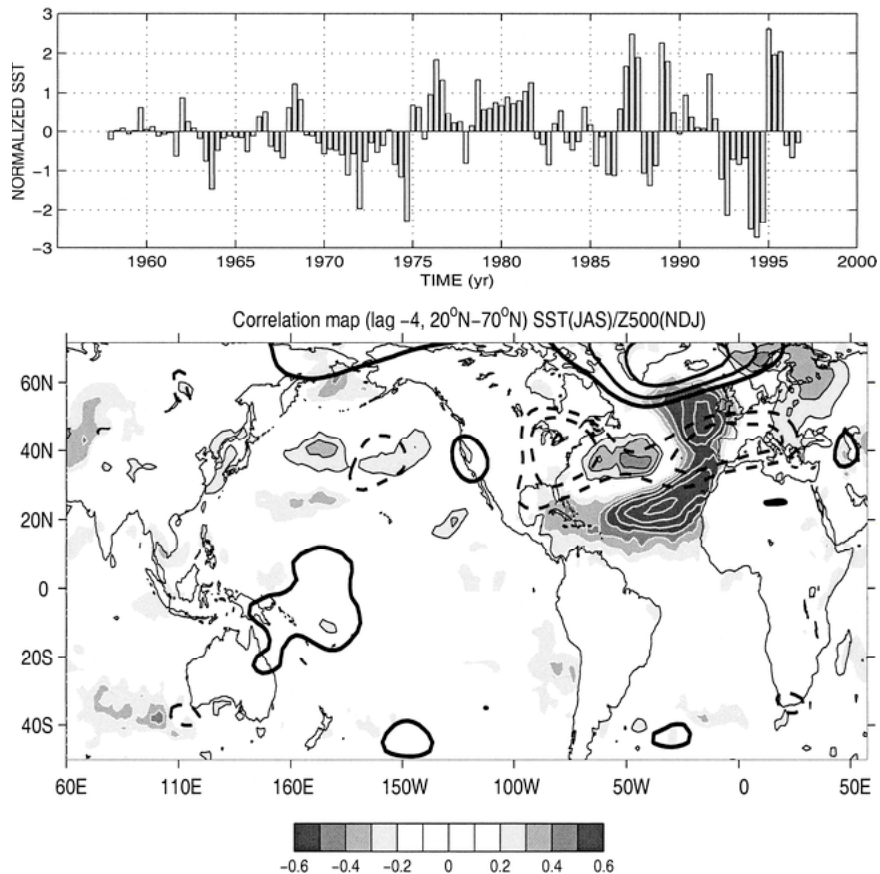 NORMALIZED SST
3
2
1
0
−1
−2
−3
1960 1965 1970 1975 1980 1985 1990 1995 2000
TIME (yr)
Correlation map (lag −4, 20°N−70°N) SST(JAS)/Z500(NDJ)
60N
40N
20N
0
20S
40S
60E 110E 160E 150W 100W 50W 0 50E
−0.6 −0.4 −0.2 0 0.2 0.4 0.6